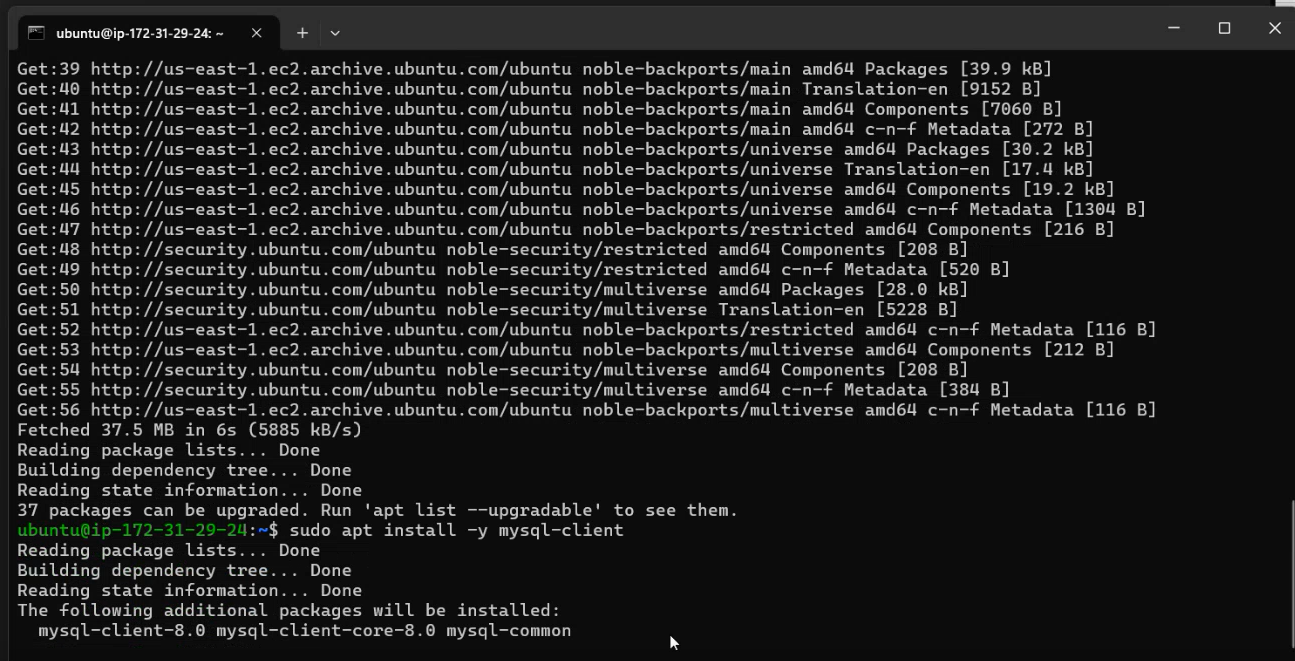 ubuntu@ip-172-31-29-24: ~
Get:39 http://us-east-1.ec2.archive.ubuntu.com/ubuntu noble-backports/main amd64 Packages [39.9 kB]
Get:40 http://us-east-1.ec2.archive.ubuntu.com/ubuntu noble-backports/main Translation-en [9152 B]
Get:41 http://us-east-1.ec2.archive.ubuntu.com/ubuntu noble-backports/main amd64 Components [7060 B]
Get:42 http://us-east-1.ec2.archive.ubuntu.com/ubuntu noble-backports/main amd64 c-n-f Metadata [272 B]
Get:43 http://us-east-1.ec2.archive.ubuntu.com/ubuntu noble-backports/universe amd64 Packages [30.2 kB]
Get:44 http://us-east-1.ec2.archive.ubuntu.com/ubuntu noble-backports/universe Translation-en [17.4 kB]
Get:45 http://us-east-1.ec2.archive.ubuntu.com/ubuntu noble-backports/universe amd64 Components [19.2 kB]
Get:46 http://us-east-1.ec2.archive.ubuntu.com/ubuntu noble-backports/universe amd64 c-n-f Metadata [1304 B]
Get:47 http://us-east-1.ec2.archive.ubuntu.com/ubuntu noble-backports/restricted amd64 Components [216 B]
Get:48 http://security.ubuntu.com/ubuntu noble-security/restricted amd64 Components [208 B]
Get:49 http://security.ubuntu.com/ubuntu noble-security/restricted amd64 c-n-f Metadata [520 B]
Get:50 http://security.ubuntu.com/ubuntu noble-security/multiverse amd64 Packages [28.0 kB]
Get:51 http://security.ubuntu.com/ubuntu noble-security/multiverse Translation-en [5228 B]
Get:52 http://us-east-1.ec2.archive.ubuntu.com/ubuntu noble-backports/restricted amd64 c-n-f Metadata [116 B]
Get:53 http://us-east-1.ec2.archive.ubuntu.com/ubuntu noble-backports/multiverse amd64 Components [212 B]
Get:54 http://security.ubuntu.com/ubuntu noble-security/multiverse amd64 Components [208 B]
Get:55 http://security.ubuntu.com/ubuntu noble-security/multiverse amd64 c-n-f Metadata [384 B]
Get:56 http://us-east-1.ec2.archive.ubuntu.com/ubuntu noble-backports/multiverse amd64 c-n-f Metadata [116 B]
Fetched 37.5 MB in 6s (5885 kB/s)
Reading package lists... Done
Building dependency tree... Done
Reading state information... Done
37 packages can be upgraded. Run 'apt list --upgradable' to see them.
ubuntu@ip-172-31-29-24:~$ sudo apt install -y mysql-client
Reading package lists... Done
Building dependency tree... Done
Reading state information... Done
The following additional packages will be installed:
  mysql-client-8.0 mysql-client-core-8.0 mysql-common